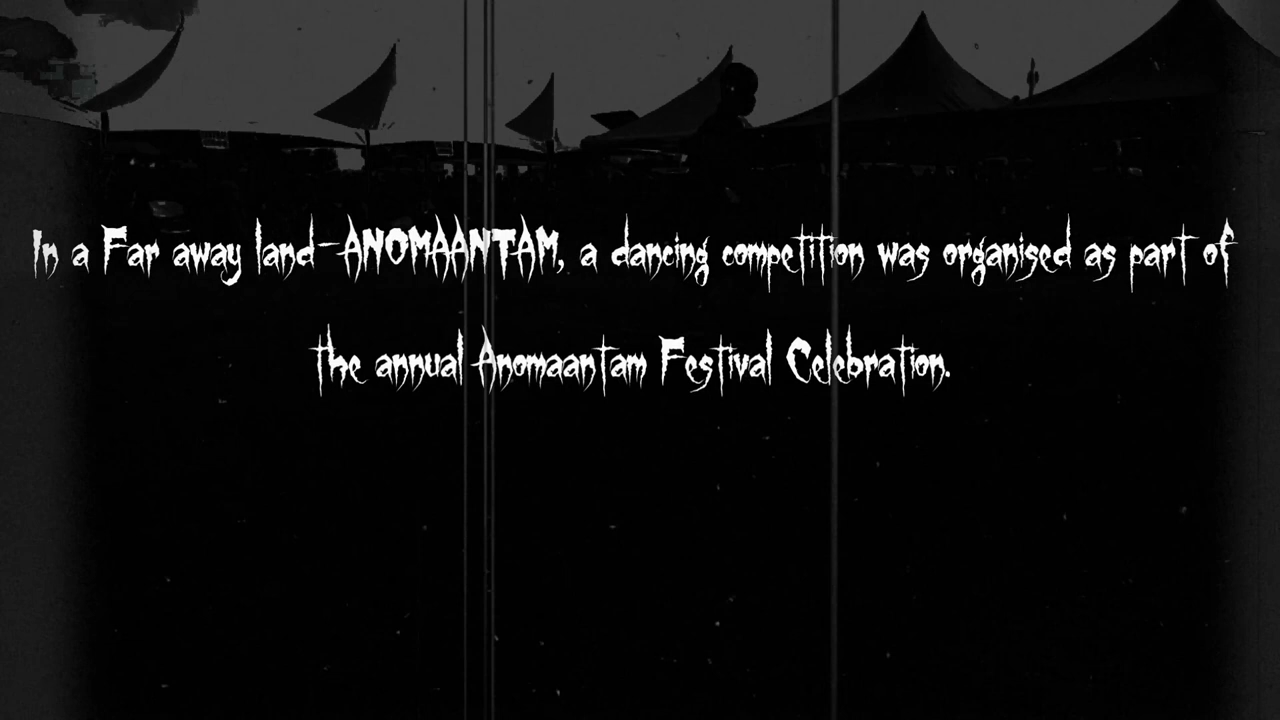 In a Far away land-ANOMAANTAM, a dancing competition was organised as part of
the annual Anomaantam Festival Celebration.